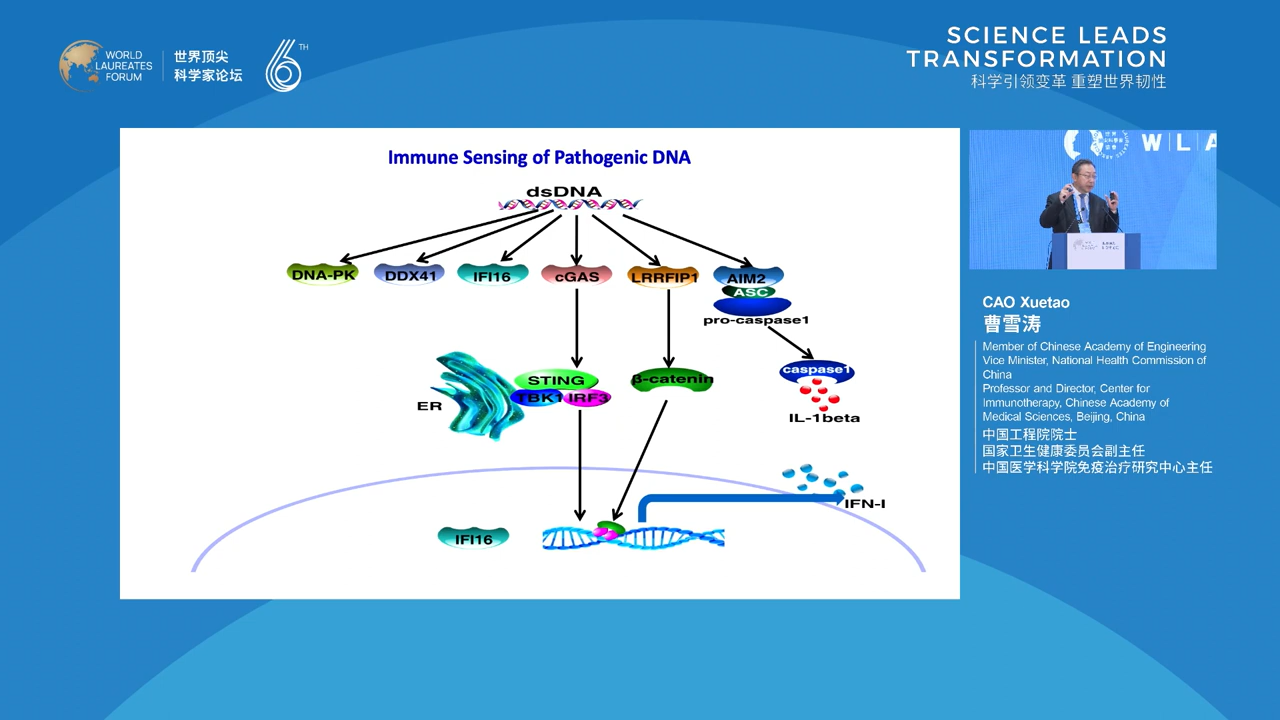 WORLD
LAUREATES
FORUM
世界顶尖
科学家论坛
6TH
SCIENCE LEADS
TRANSFORMATION
科学引领变革 重塑世界韧性
Immune Sensing of Pathogenic DNA
dsDNA
DNA-PK
DDX41
IFI16
cGAS
LRRFIP1
AIM2
ASC
pro-caspase1
STING
TBK1
IRF3
ER
β-catenin
caspase1
IL-1beta
IFN-I
IFI16
W L A
CAO Xuetao
曹雪涛
Member of Chinese Academy of Engineering
Vice Minister, National Health Commission of
China
Professor and Director, Center for
Immunotherapy, Chinese Academy of
Medical Sciences, Beijing, China
中国工程院院士
国家卫生健康委员会副主任
中国医学科学院免疫治疗研究中心主任